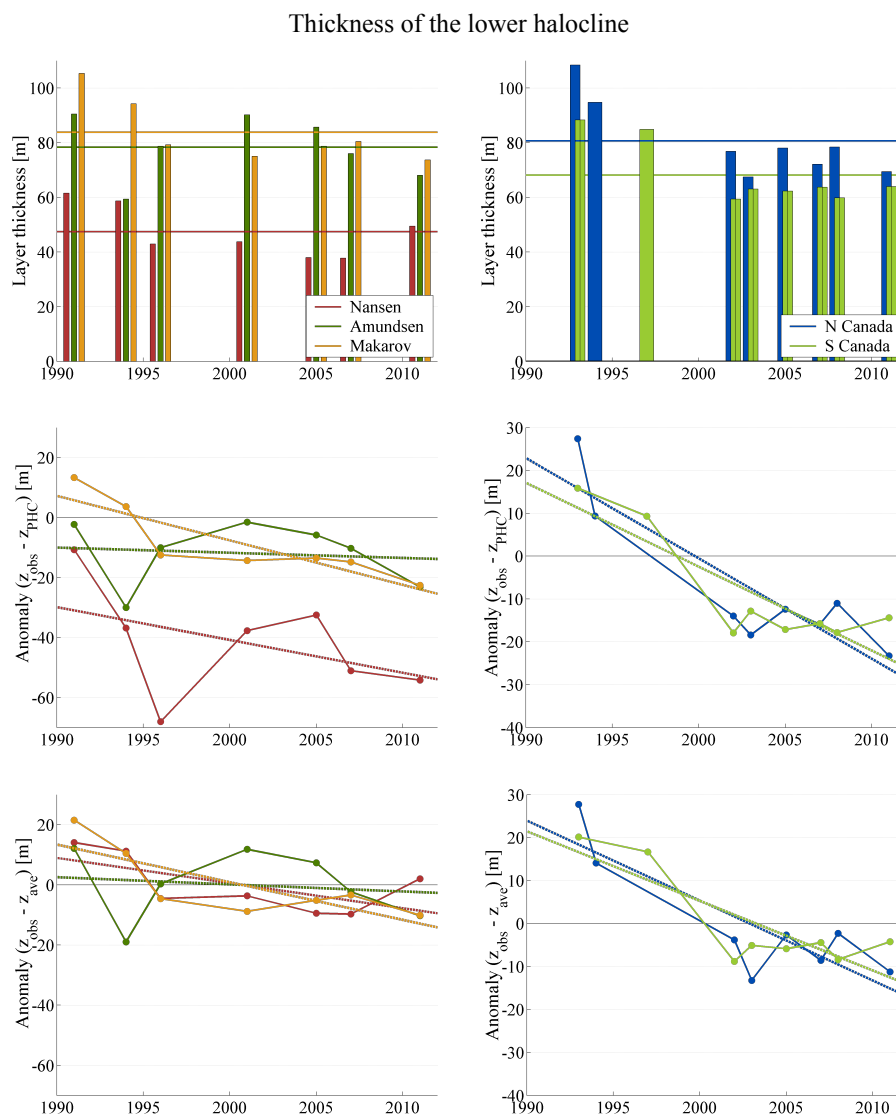 Thickness of the lower halocline
Layer thickness [m]
100
80
60
40
20
0
1990 1995 2000 2005 2010
Nansen
Amundsen
Makarov
Layer thickness [m]
100
80
60
40
20
0
1990 1995 2000 2005 2010
N Canada
S Canada
Anomaly (z_obs - z_PHC) [m]
20
0
-20
-40
-60
1990 1995 2000 2005 2010
Anomaly (z_obs - z_PHC) [m]
30
20
10
0
-10
-20
-30
-40
1990 1995 2000 2005 2010
Anomaly (z_obs - z_ave) [m]
20
0
-20
-40
-60
1990 1995 2000 2005 2010
Anomaly (z_obs - z_ave) [m]
30
20
10
0
-10
-20
-30
-40
1990 1995 2000 2005 2010